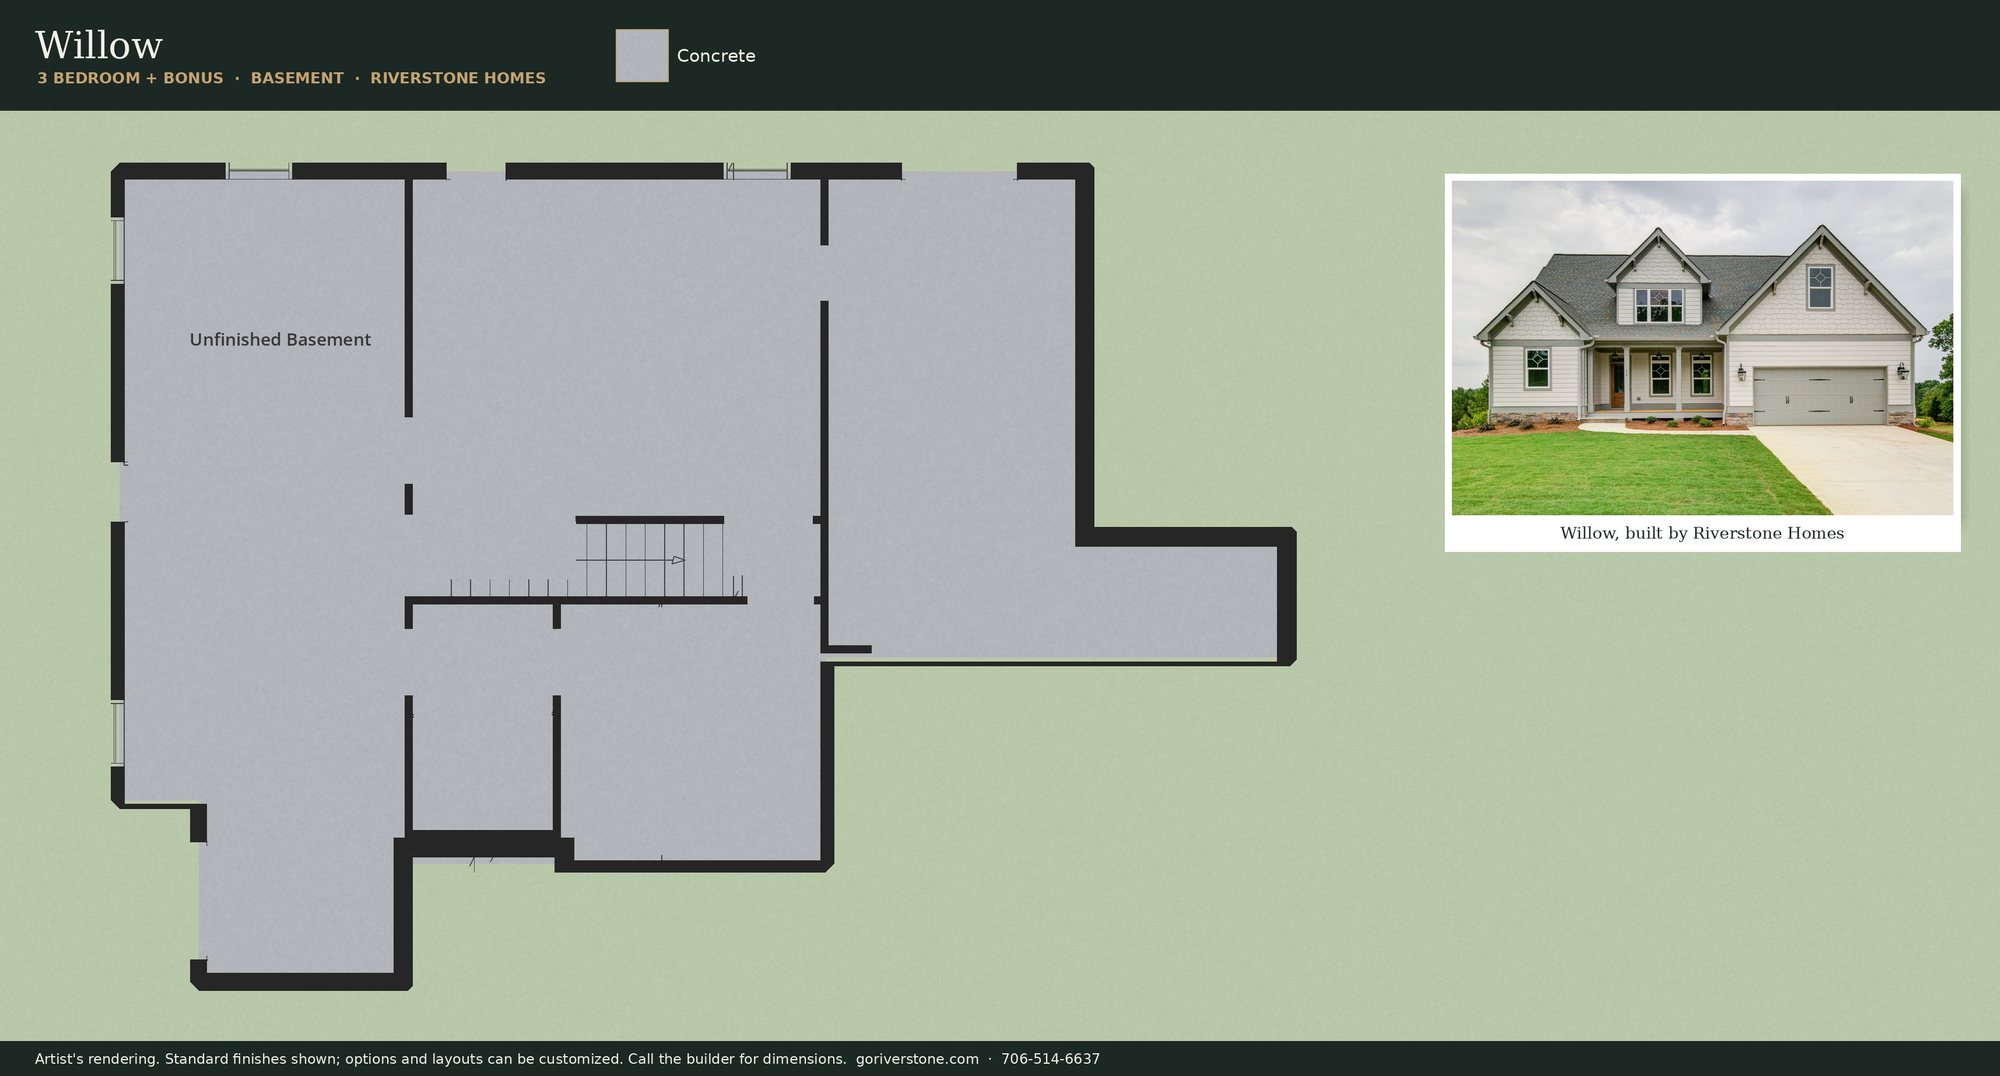 Willow
3 BEDROOM + BONUS · BASEMENT · RIVERSTONE HOMES
Concrete
Unfinished Basement
Willow, built by Riverstone Homes
Artist's rendering. Standard finishes shown; options and layouts can be customized. Call the builder for dimensions. goriverstone.com · 706-514-6637